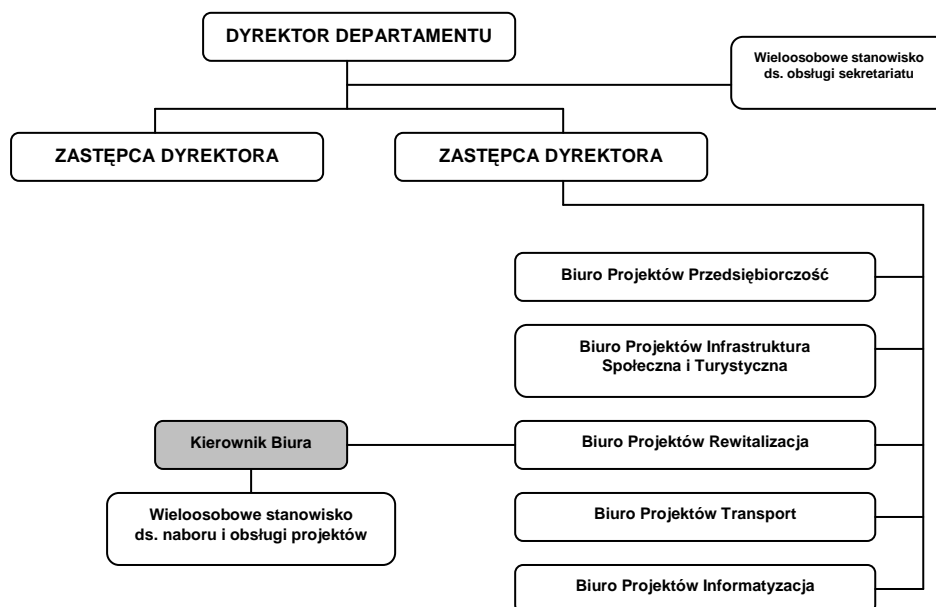 DYREKTOR DEPARTAMENTU
Wieloosobowe stanowisko
ds. obsługi sekretariatu
ZASTĘPCA DYREKTORA
ZASTĘPCA DYREKTORA
Biuro Projektów Przedsiębiorczość
Biuro Projektów Infrastruktura
Społeczna i Turystyczna
Kierownik Biura
Biuro Projektów Rewitalizacja
Wieloosobowe stanowisko
ds. naboru i obsługi projektów
Biuro Projektów Transport
Biuro Projektów Informatyzacja